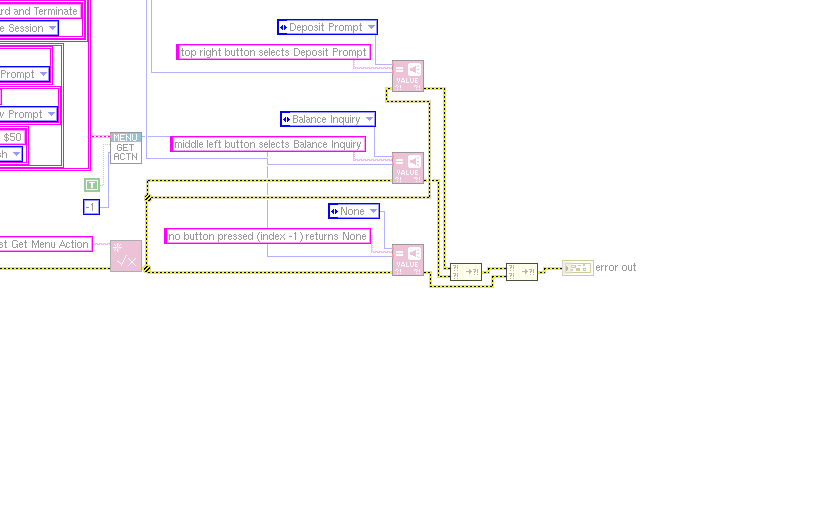 rd and Terminate
e Session
Deposit Prompt
top right button selects Deposit Prompt
Prompt
= VALUE
?! ?!
v Prompt
Balance Inquiry
$50
MENU
GET
ACTN
middle left button selects Balance Inquiry
sh
= VALUE
?! ?!
T
-1
None
no button pressed (index -1) returns None
st Get Menu Action
* √x
= VALUE
?! ?!
?! ?! →?!
?! ?! →?!
error out